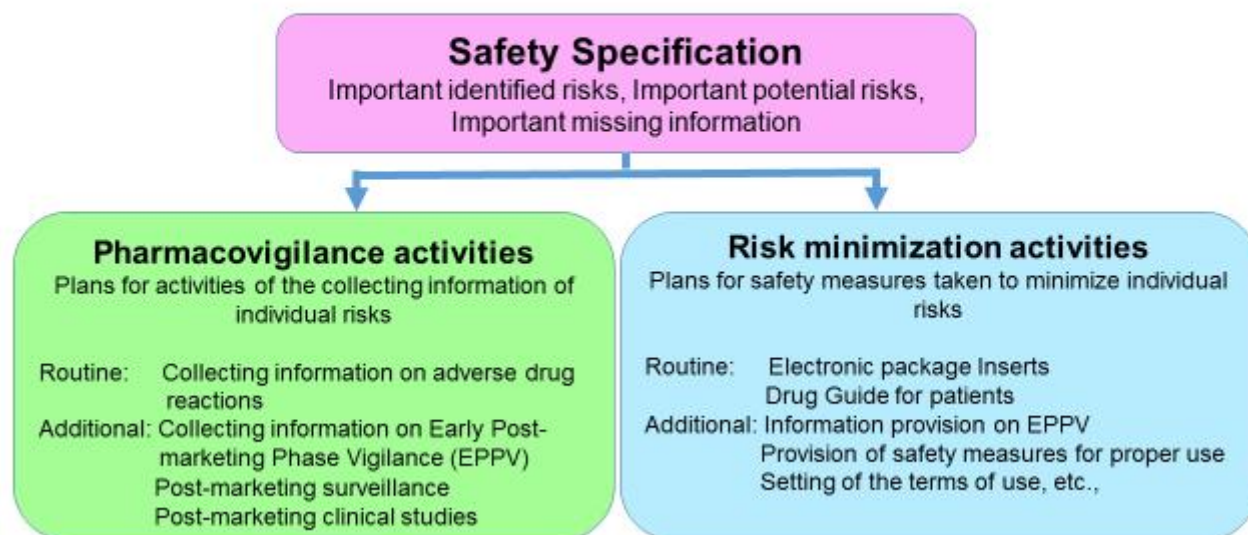 Safety Specification
Important identified risks, Important potential risks,
Important missing information
Pharmacovigilance activities
Plans for activities of the collecting information of
individual risks
Routine: Collecting information on adverse drug
reactions
Additional: Collecting information on Early Post-
marketing Phase Vigilance (EPPV)
Post-marketing surveillance
Post-marketing clinical studies
Risk minimization activities
Plans for safety measures taken to minimize individual
risks
Routine: Electronic package Inserts
Drug Guide for patients
Additional: Information provision on EPPV
Provision of safety measures for proper use
Setting of the terms of use, etc.,